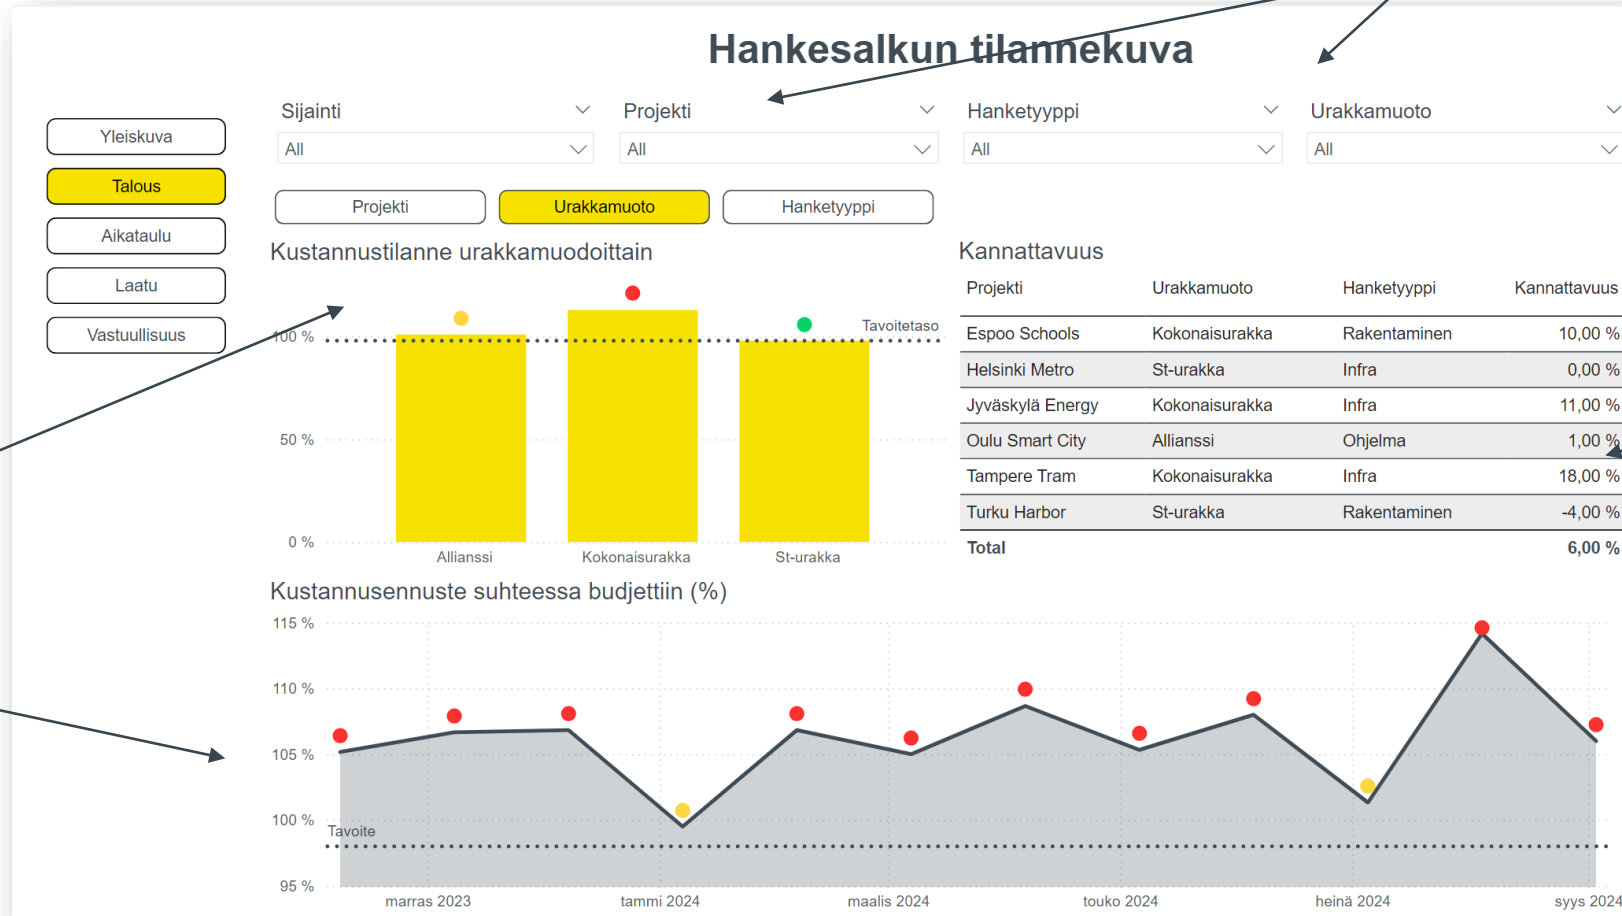 Hankesalkun tilannekuva
Yleiskuva
Talous
Aikataulu
Laatu
Vastuullisuus
Sijainti
All
Projekti
All
Hanketyyppi
All
Urakkamuoto
All
Projekti
Urakkamuoto
Hanketyyppi
Kustannustilanne urakkamuodoittain
Tavoitetaso
100 %
50 %
0 %
Allianssi Kokonaisurakka St-urakka
Kannattavuus
Projekti Urakkamuoto Hanketyyppi Kannattavuus
Espoo Schools Kokonaisurakka Rakentaminen 10,00 %
Helsinki Metro St-urakka Infra 0,00 %
Jyväskylä Energy Kokonaisurakka Infra 11,00 %
Oulu Smart City Allianssi Ohjelma 1,00 %
Tampere Tram Kokonaisurakka Infra 18,00 %
Turku Harbor St-urakka Rakentaminen -4,00 %
Total 6,00 %
Kustannusennuste suhteessa budjettiin (%)
115 %
110 %
105 %
100 %
Tavoite
95 %
marras 2023 tammi 2024 maalis 2024 touko 2024 heinä 2024 syys 2024